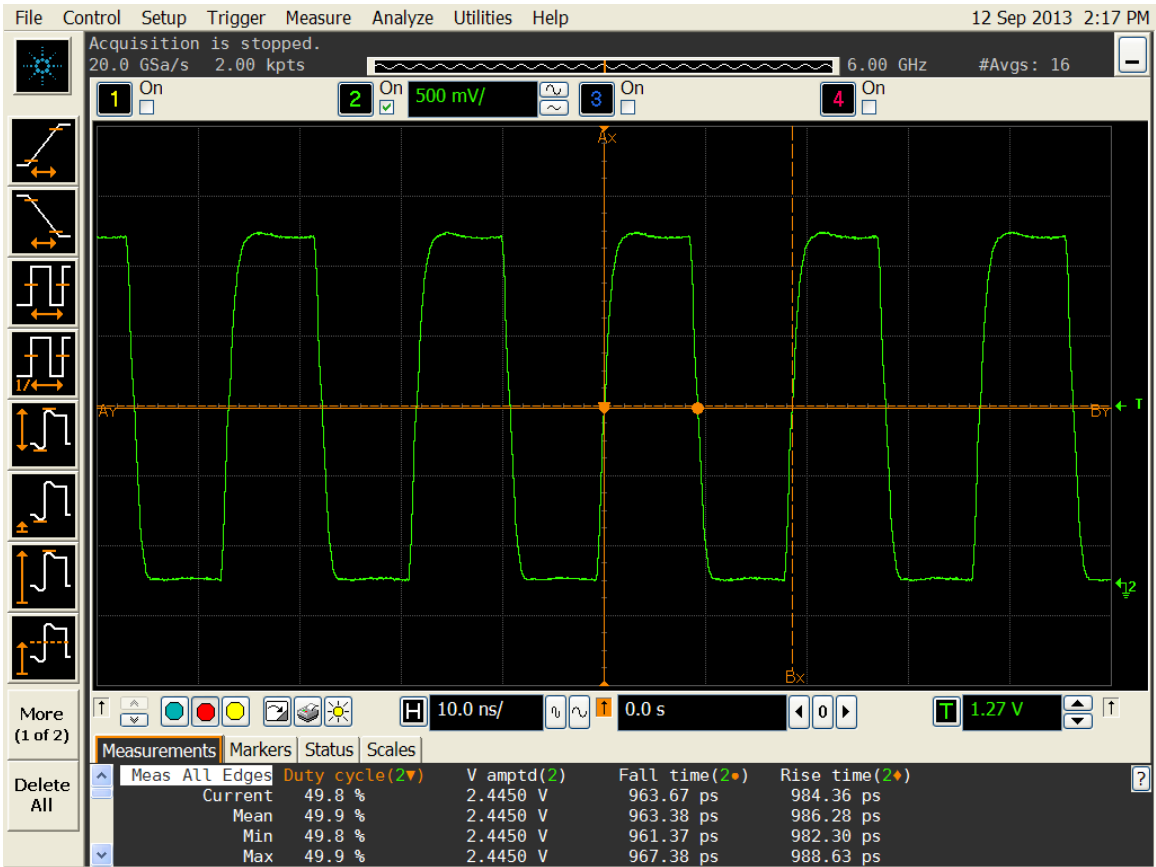 File Control Setup Trigger Measure Analyze Utilities Help 12 Sep 2013 2:17 PM
Acquisition is stopped.
20.0 GSa/s 2.00 kpts 6.00 GHz #Avgs: 16
1 On 2 On 500 mV/ 3 On 4 On
Ax
AY BY T
2
Bx
1/
H 10.0 ns/ 0.0 s 0 T 1.27 V
More
(1 of 2)
Delete
All
Measurements Markers Status Scales
Meas All Edges Duty cycle(2▼) V amptd(2) Fall time(2●) Rise time(2♦) ?
Current 49.8 % 2.4450 V 963.67 ps 984.36 ps
Mean 49.9 % 2.4450 V 963.38 ps 986.28 ps
Min 49.8 % 2.4450 V 961.37 ps 982.30 ps
Max 49.9 % 2.4450 V 967.38 ps 988.63 ps